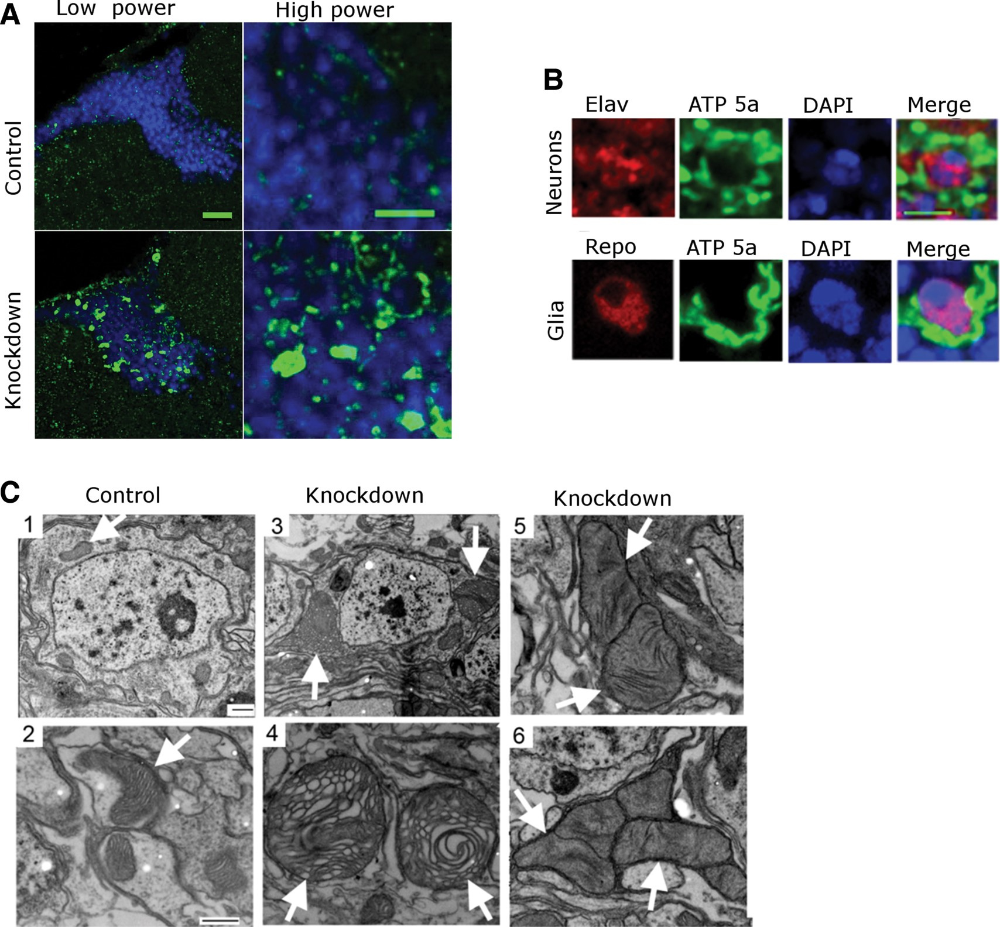 A
Low power
High power
Control
Knockdown
B
Elav
ATP 5a
DAPI
Merge
Neurons
Repo
ATP 5a
DAPI
Merge
Glia
C
Control
Knockdown
Knockdown
1
3
5
2
4
6